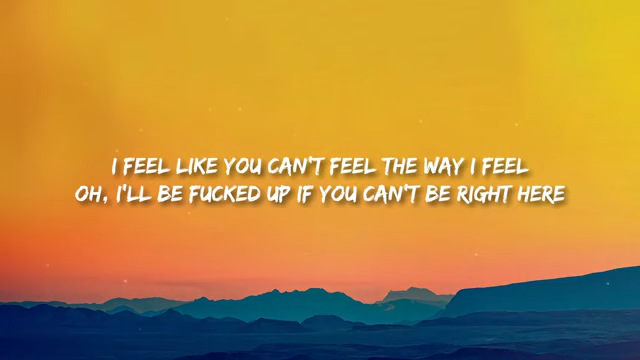 I FEEL LIKE YOU CAN'T FEEL THE WAY I FEEL
OH, I'LL BE FUCKED UP IF YOU CAN'T BE RIGHT HERE